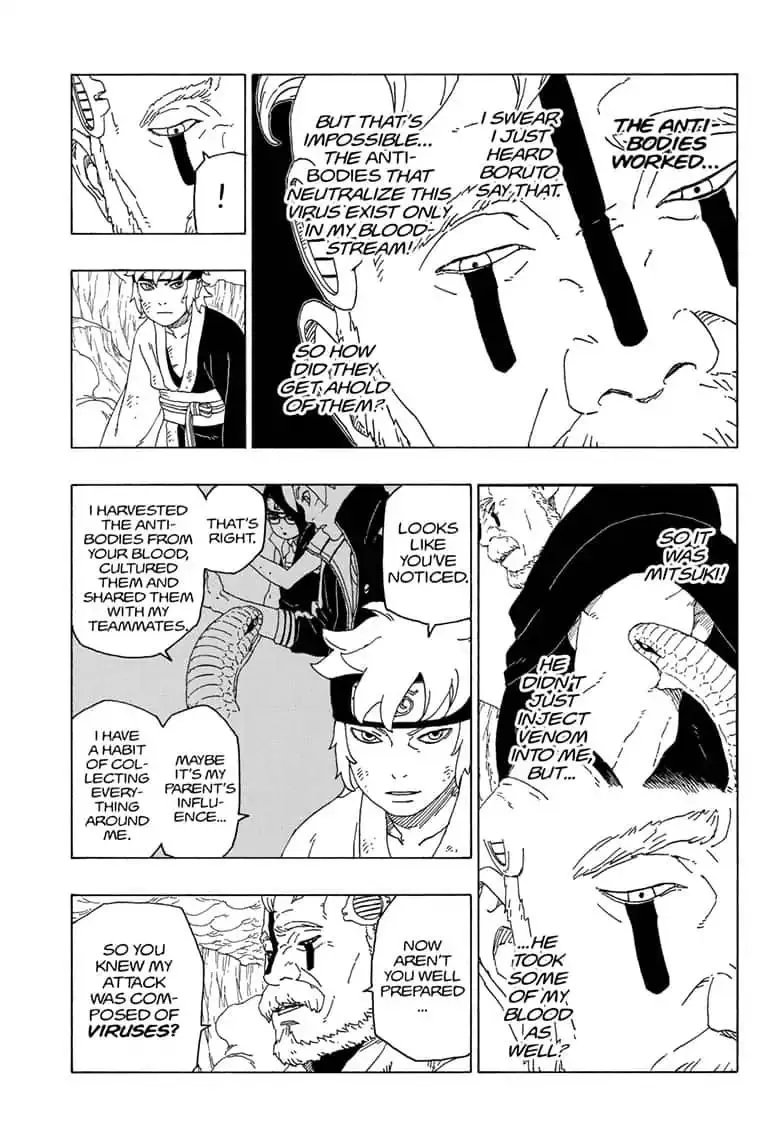 THE ANTI-
BODIES
WORKED...
I SWEAR
I JUST
HEARD
BORUTO
SAY THAT.
BUT THAT'S
IMPOSSIBLE...
THE ANTI-
BODIES THAT
NEUTRALIZE THIS
VIRUS EXIST ONLY
IN MY BLOOD-
STREAM!
SO HOW
DID THEY
GET AHOLD
OF THEM?
!
SO IT
WAS
MITSUKI!
HE
DIDN'T
JUST
INJECT
VENOM
INTO ME,
BUT...
...HE
TOOK
SOME
OF MY
BLOOD
AS
WELL?
LOOKS
LIKE
YOU'VE
NOTICED.
THAT'S
RIGHT.
I HARVESTED
THE ANTI-
BODIES FROM
YOUR BLOOD,
CULTURED
THEM AND
SHARED THEM
WITH MY
TEAMMATES.
MAYBE
IT'S MY
PARENT'S
INFLU-
ENCE...
I HAVE
A HABIT
OF COL-
LECTING
EVERY-
THING
AROUND
ME.
NOW
AREN'T
YOU WELL
PREPARED
...
SO YOU
KNEW MY
ATTACK
WAS COM-
POSED OF
VIRUSES?